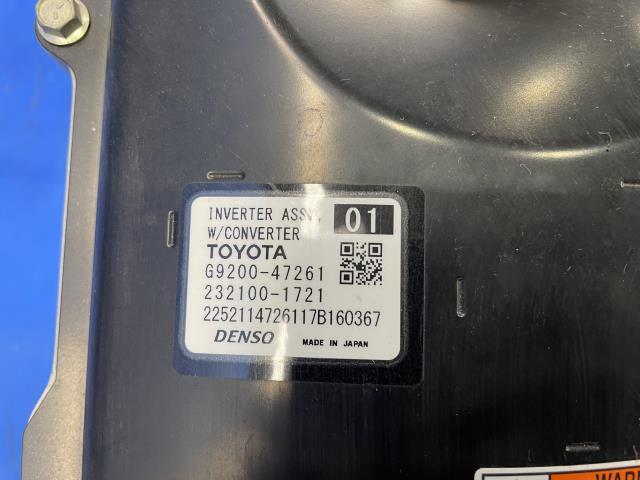 INVERTER ASSY, 01
W/CONVERTER
TOYOTA
G9200-47261
232100-1721
2252114726117B160367
DENSO MADE IN JAPAN